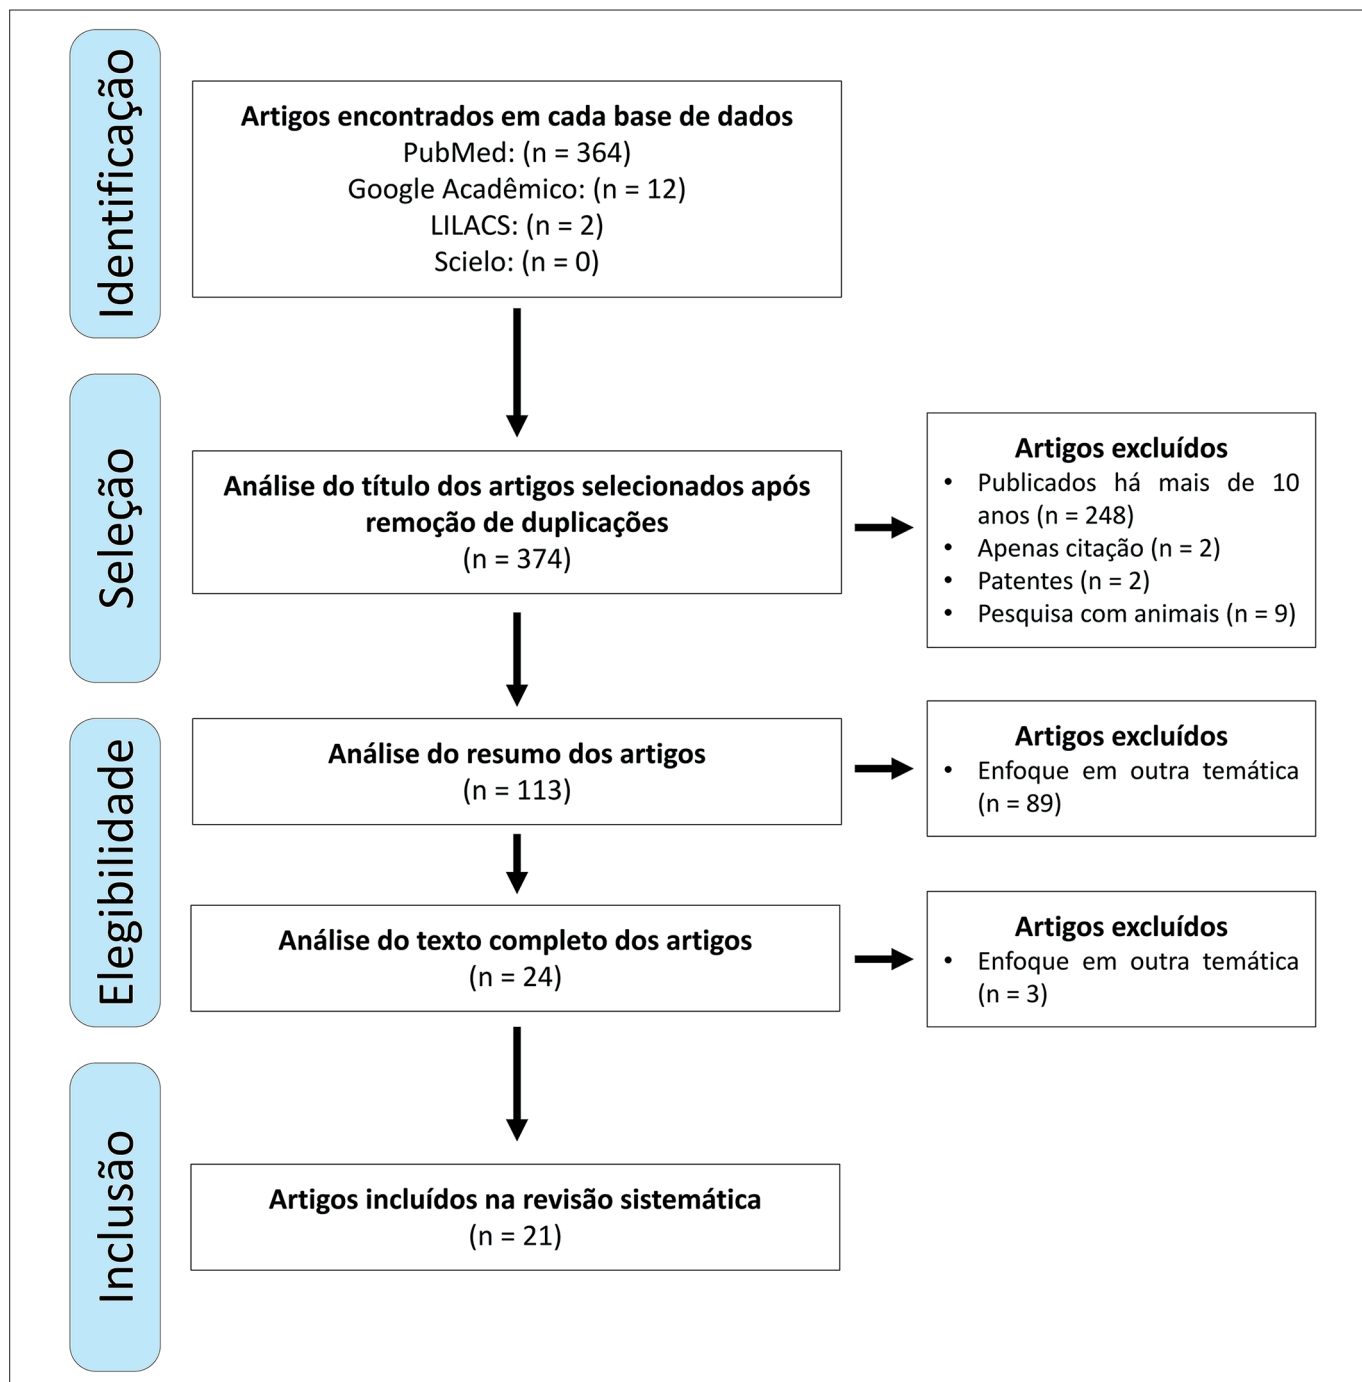 Identificação
Artigos encontrados em cada base de dados
PubMed: (n = 364)
Google Acadêmico: (n = 12)
LILACS: (n = 2)
Scielo: (n = 0)
Seleção
Análise do título dos artigos selecionados após
remoção de duplicações
(n = 374)
Artigos excluídos
• Publicados há mais de 10
anos (n = 248)
• Apenas citação (n = 2)
• Patentes (n = 2)
• Pesquisa com animais (n = 9)
Elegibilidade
Análise do resumo dos artigos
(n = 113)
Artigos excluídos
• Enfoque em outra temática
(n = 89)
Análise do texto completo dos artigos
(n = 24)
Artigos excluídos
• Enfoque em outra temática
(n = 3)
Inclusão
Artigos incluídos na revisão sistemática
(n = 21)